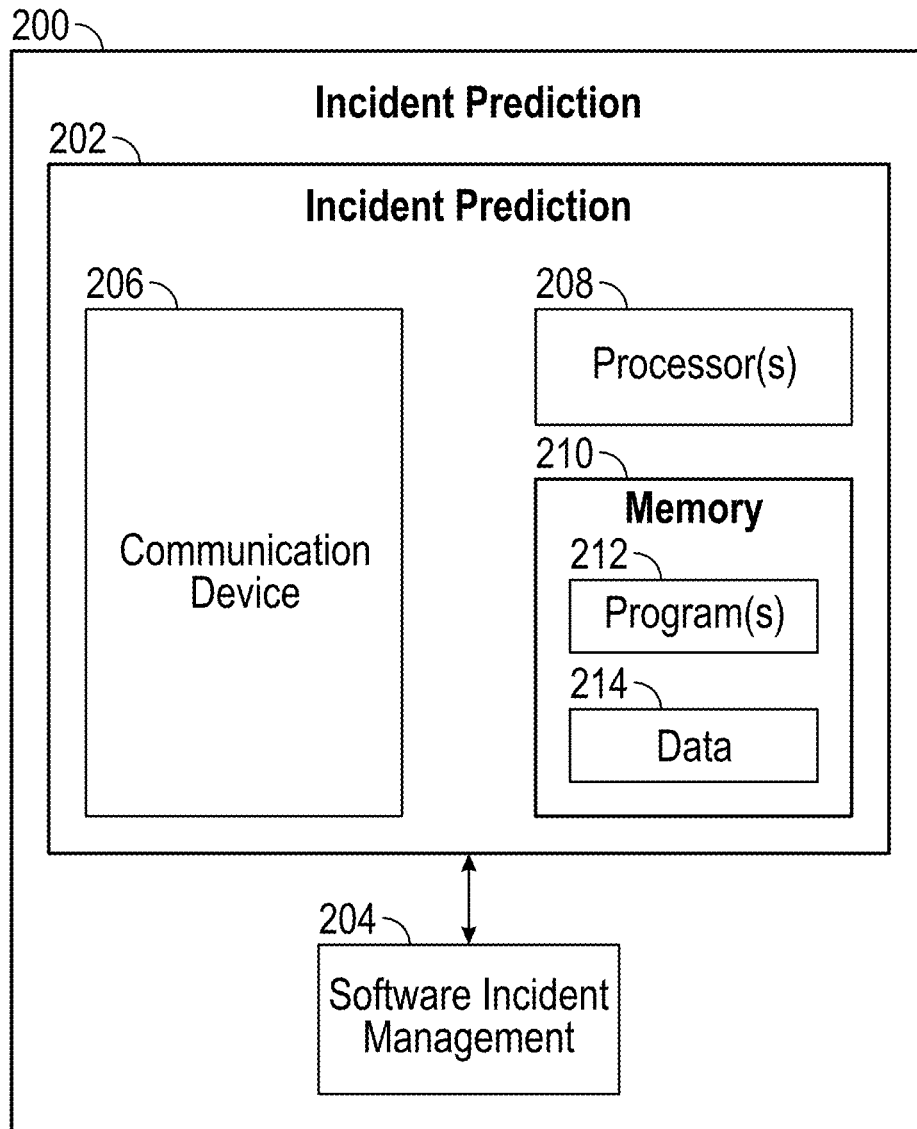 200
Incident Prediction
202
Incident Prediction
206
Communication
Device
208
Processor(s)
210
Memory
212
Program(s)
214
Data
204
Software Incident
Management